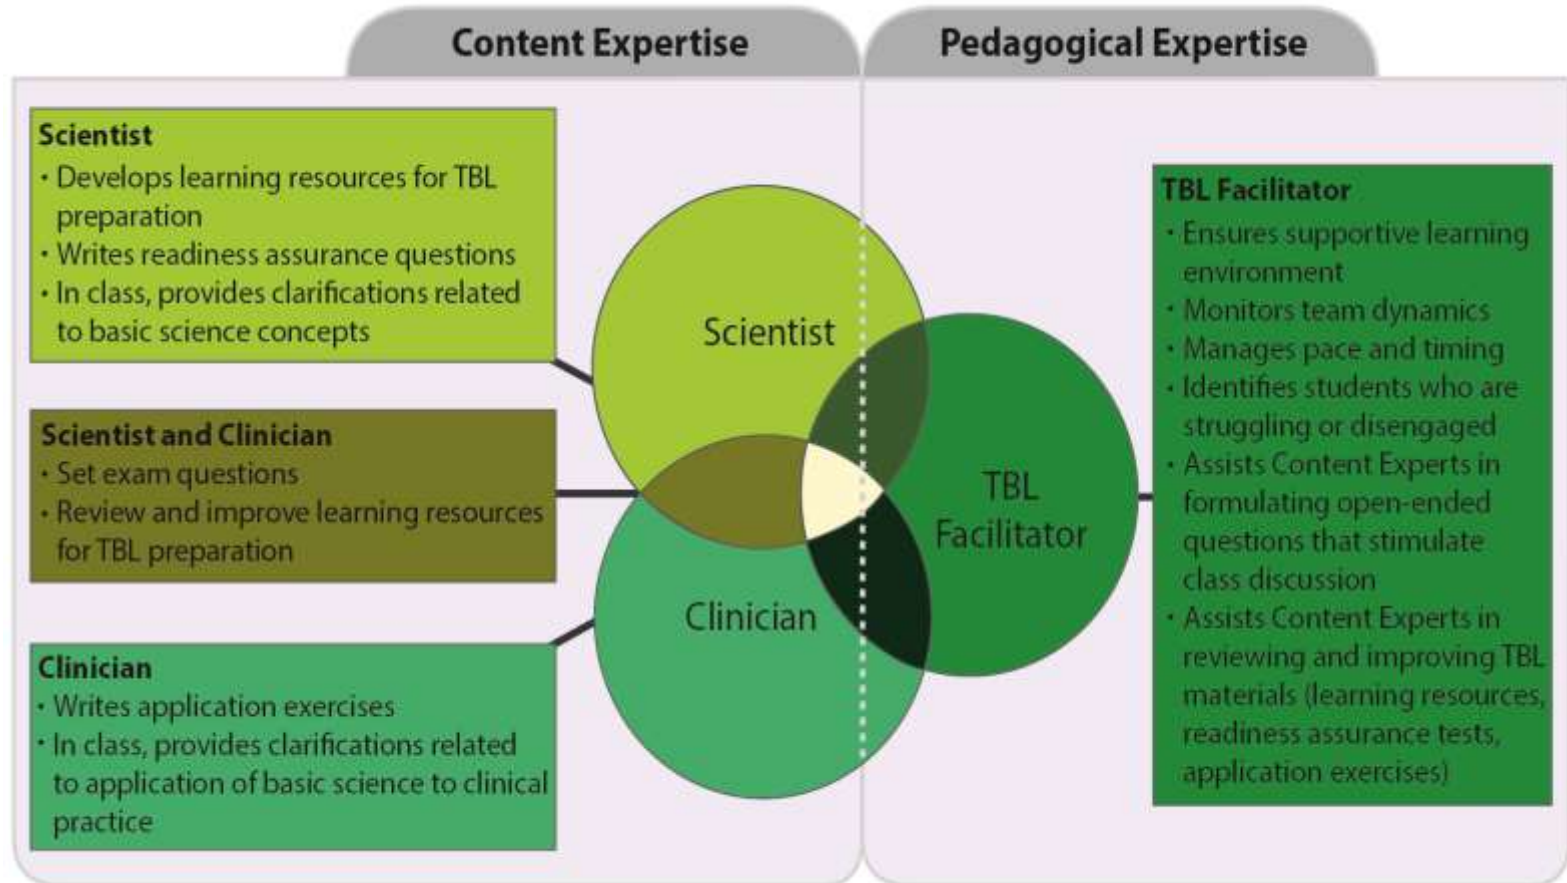 Content Expertise
Pedagogical Expertise
Scientist
• Develops learning resources for TBL
preparation
• Writes readiness assurance questions
• In class, provides clarifications related
to basic science concepts
Scientist and Clinician
• Set exam questions
• Review and improve learning resources
for TBL preparation
Clinician
• Writes application exercises
• In class, provides clarifications related
to application of basic science to clinical
practice
Scientist
Clinician
TBL
Facilitator
TBL Facilitator
• Ensures supportive learning
environment
• Monitors team dynamics
• Manages pace and timing
• Identifies students who are
struggling or disengaged
• Assists Content Experts in
formulating open-ended
questions that stimulate
class discussion
• Assists Content Experts in
reviewing and improving TBL
materials (learning resources,
readiness assurance tests,
application exercises)